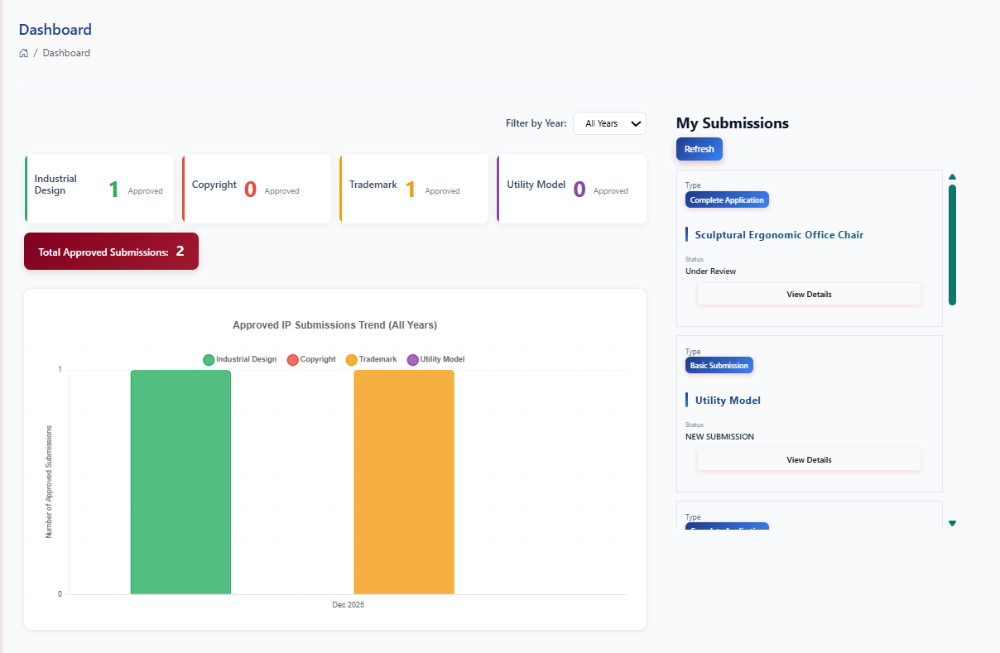 Dashboard
/ Dashboard
Filter by Year: All Years
Industrial
Design
1 Approved
Copyright 0 Approved
Trademark 1 Approved
Utility Model 0 Approved
Total Approved Submissions: 2
Approved IP Submissions Trend (All Years)
Industrial Design Copyright Trademark Utility Model
1
Number of Approved Submissions
0
Dec 2025
My Submissions
Refresh
Type
Complete Application
Sculptural Ergonomic Office Chair
Status
Under Review
View Details
Type
Basic Submission
Utility Model
Status
NEW SUBMISSION
View Details
Type
Complete Application